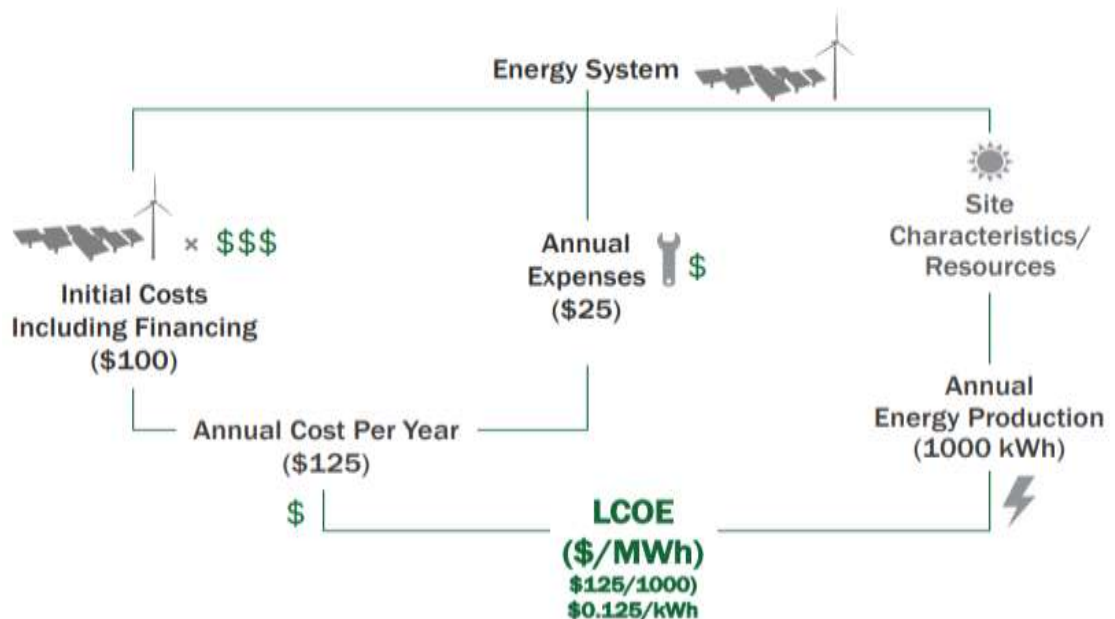 Energy System
× $$$
Initial Costs
Including Financing
($100)
Annual
Expenses
($25)
$
Site
Characteristics/
Resources
Annual Cost Per Year
($125)
$
Annual
Energy Production
(1000 kWh)
LCOE
($/MWh)
$125/1000)
$0.125/kWh